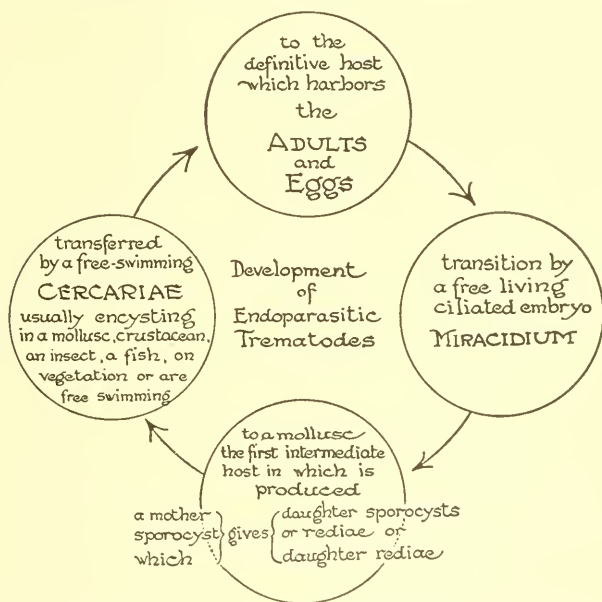 to the
definitive host
which harbors
the
ADULTS
and
Eggs
transition by
a free living
ciliated embryo
MIRACIDIUM
to a mollusc
the first intermediate
host in which is
produced
a mother
sporocyst
which
gives
daughter sporocysts
or rediae or
daughter rediae
transferred
by a free-swimming
CERCARIAE
usually encysting
in a mollusc, crustacean,
an insect, a fish, on
vegetation or are
free swimming
Development
of
Endoparasitic
Trematodes